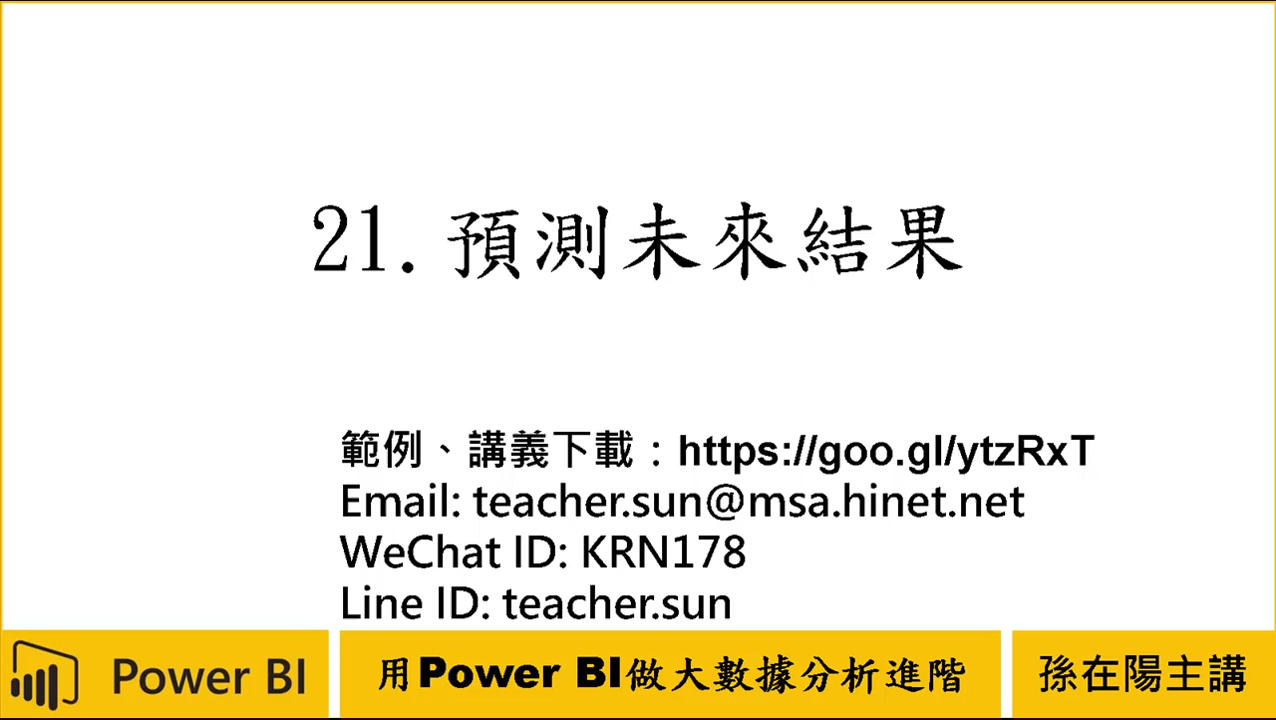 21.預測未來結果
範例、講義下載：https://goo.gl/ytzRxT
Email: teacher.sun@msa.hinet.net
WeChat ID: KRN178
Line ID: teacher.sun
Power BI
用Power BI做大數據分析進階
孫在陽主講